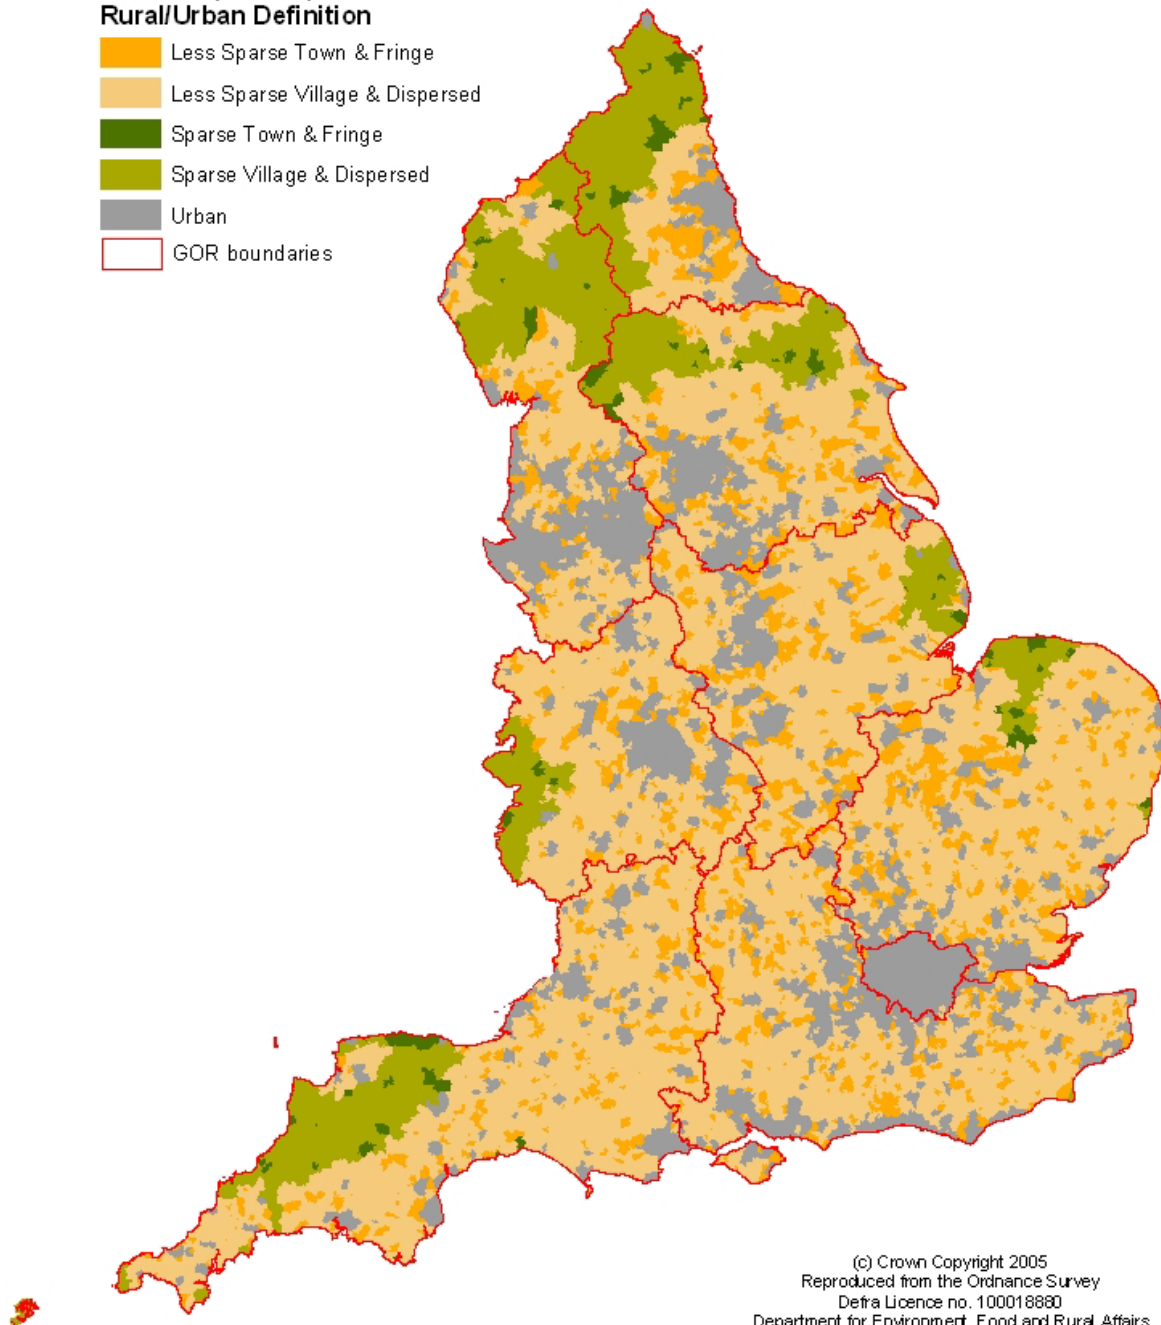 Rural/Urban Definition
Less Sparse Town & Fringe
Less Sparse Village & Dispersed
Sparse Town & Fringe
Sparse Village & Dispersed
Urban
GOR boundaries
(c) Crown Copyright 2005
Reproduced from the Ordnance Survey
Defra Licence no. 100018880
Department for Environment, Food and Rural Affairs